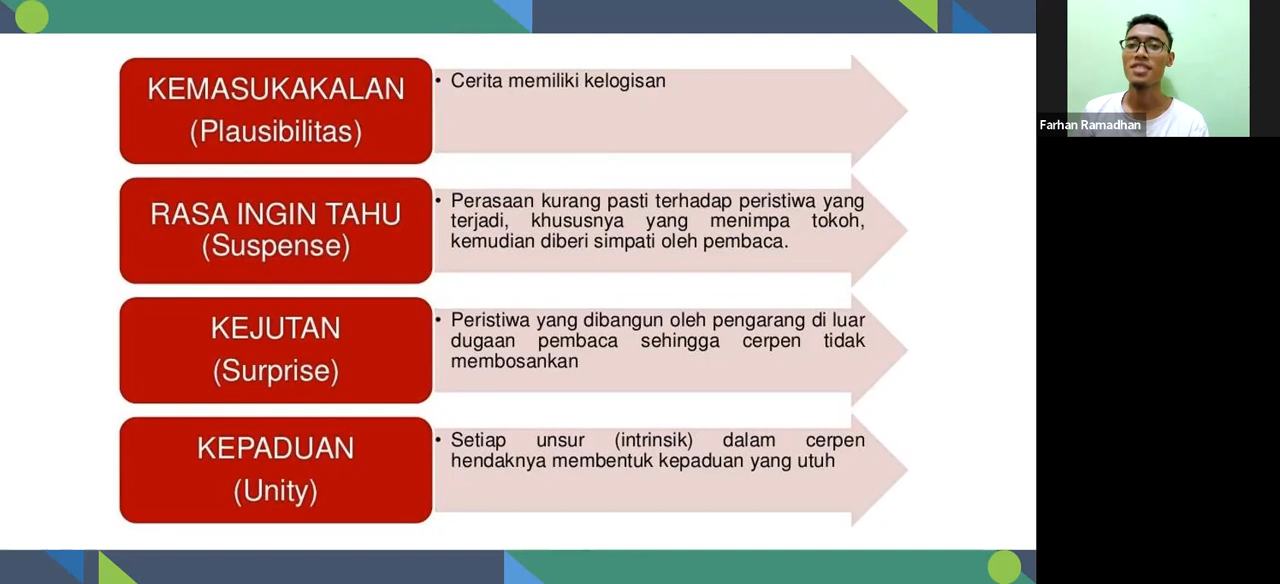 KEMASUKAKALAN
(Plausibilitas)
• Cerita memiliki kelogisan
RASA INGIN TAHU
(Suspense)
• Perasaan kurang pasti terhadap peristiwa yang
terjadi, khususnya yang menimpa tokoh,
kemudian diberi simpati oleh pembaca.
KEJUTAN
(Surprise)
• Peristiwa yang dibangun oleh pengarang di luar
dugaan pembaca sehingga cerpen tidak
membosankan
KEPADUAN
(Unity)
• Setiap unsur (intrinsik) dalam cerpen
hendaknya membentuk kepaduan yang utuh
Farhan Ramadhan